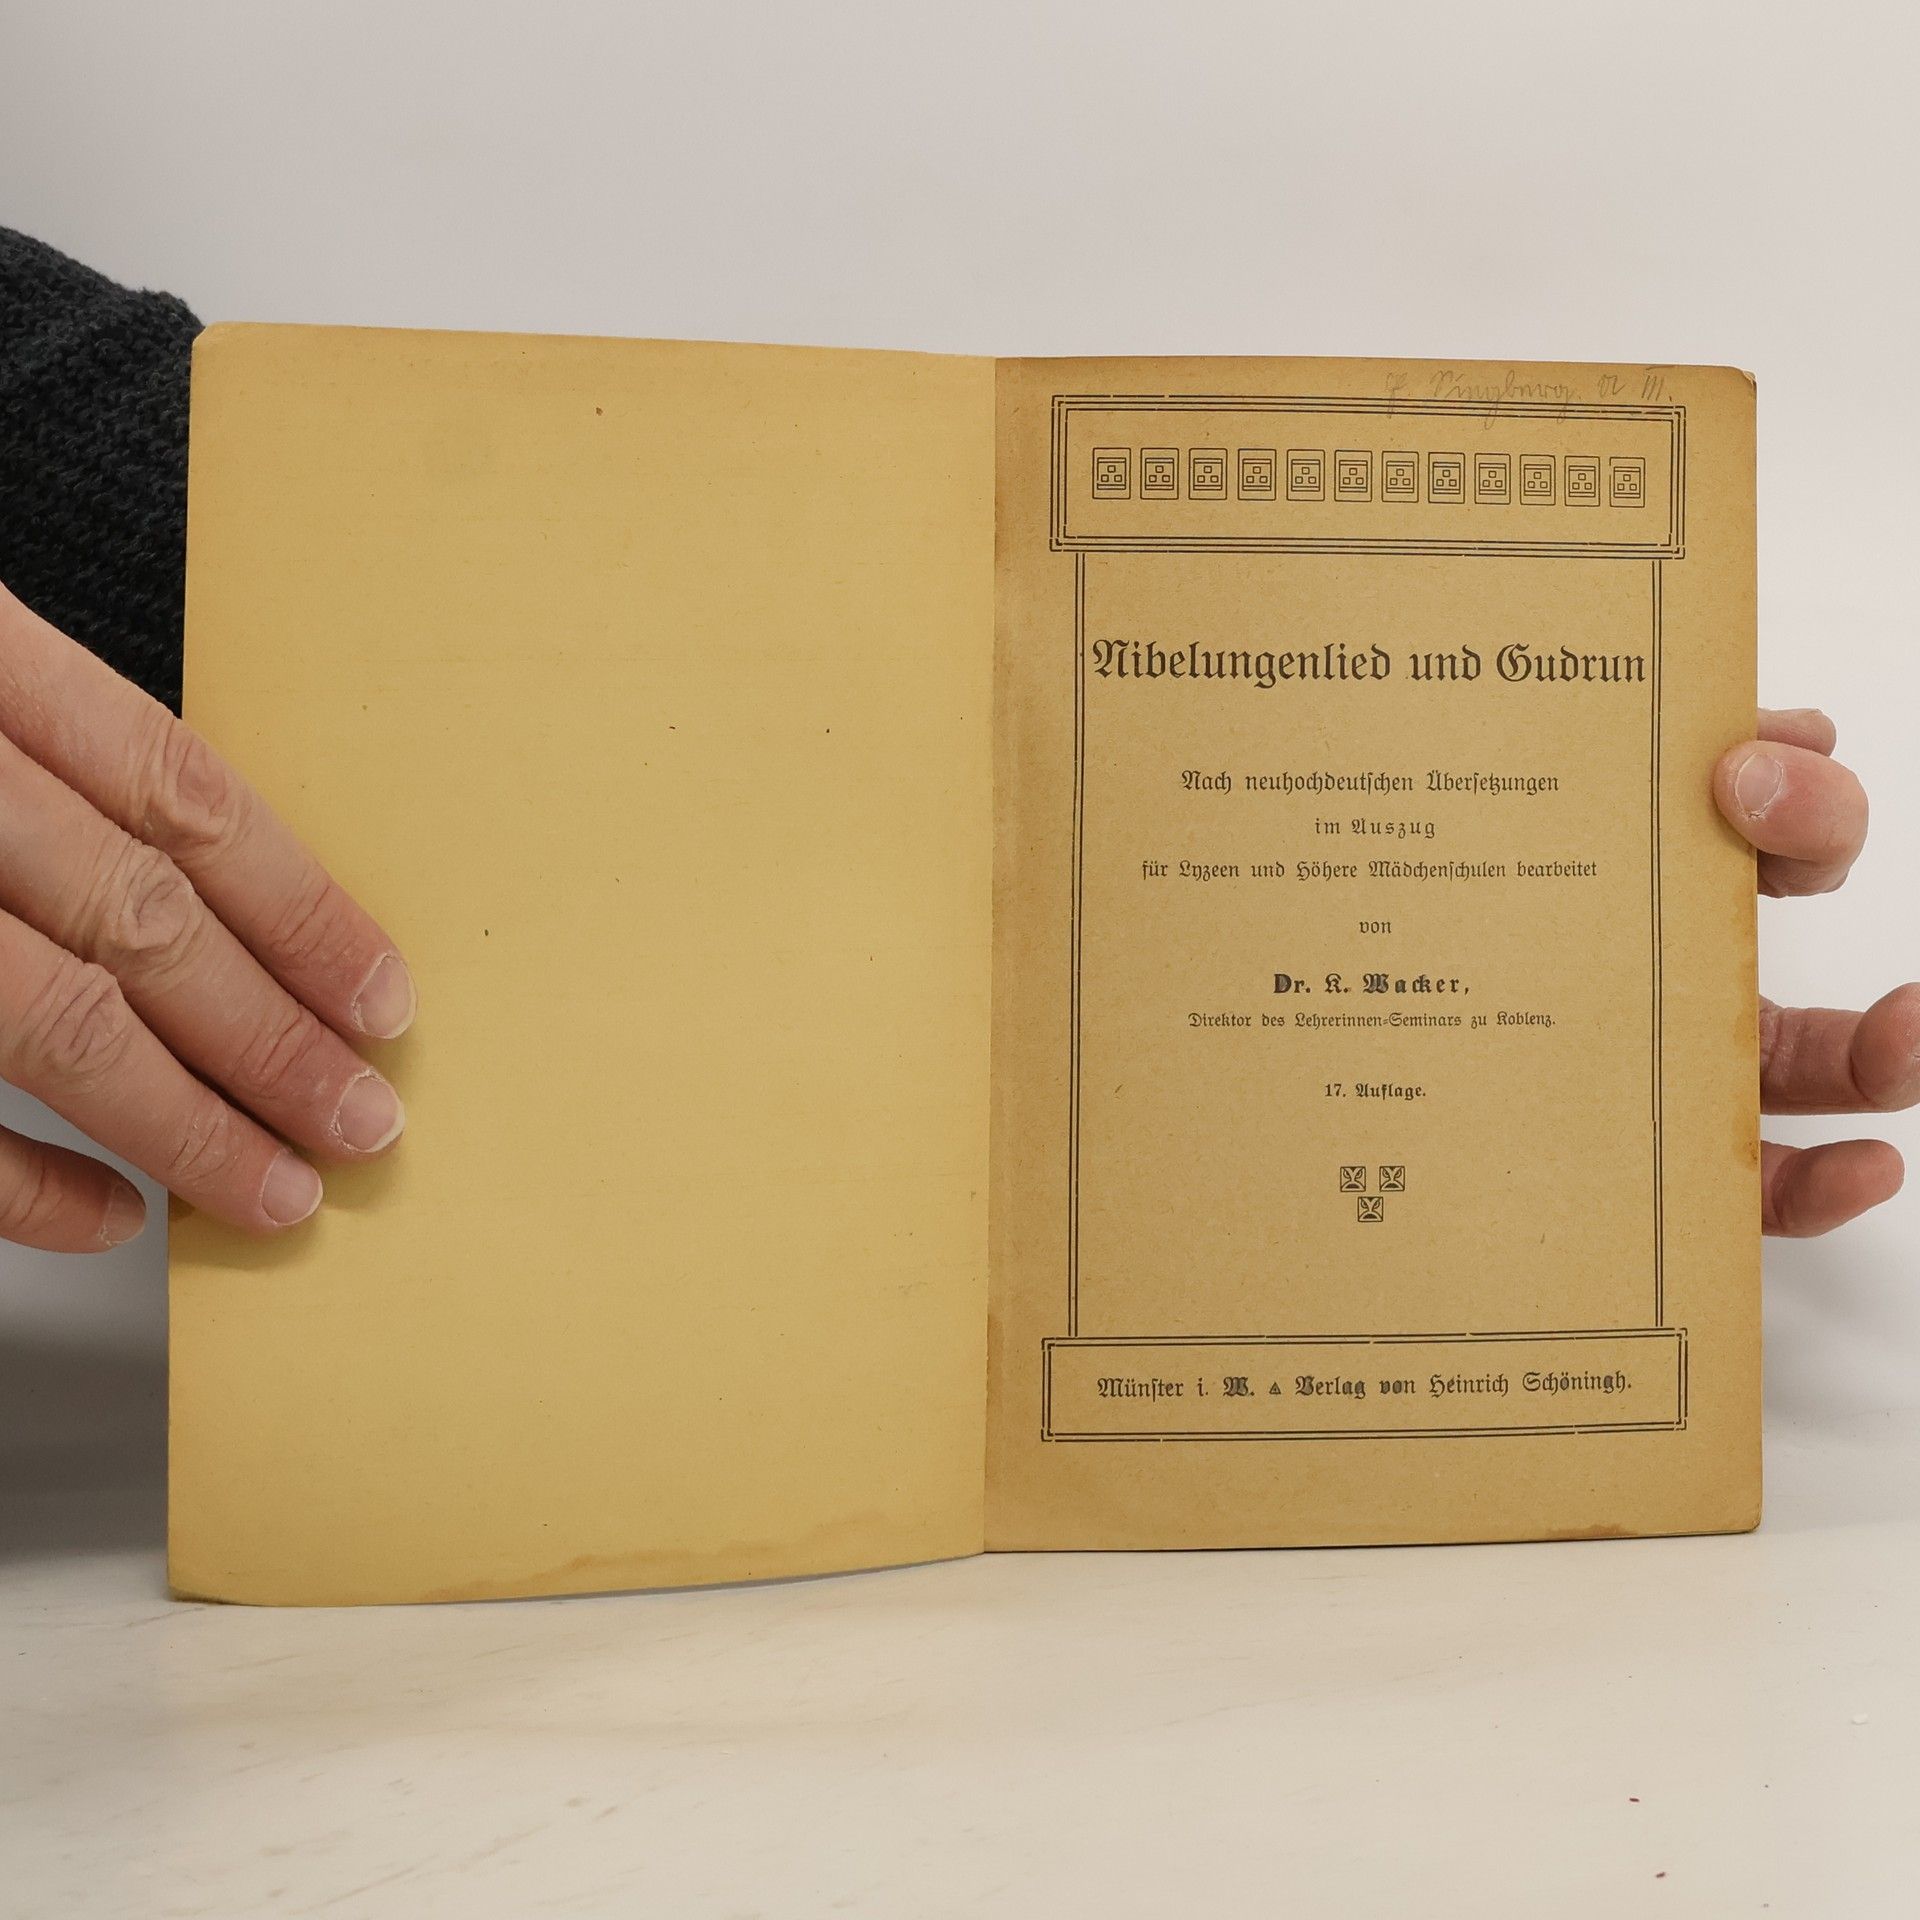 Nibelungenlied und Gudrun
Nach neuhochdeutschen Übersetzungen
im Auszug
für Lyzeen und Höhere Mädchenschulen bearbeitet
von
Dr. K. Wacker,
Direktor des Lehrerinnen-Seminars zu Koblenz.
17. Auflage.
Münster i. W. ▵ Verlag von Heinrich Schöningh.